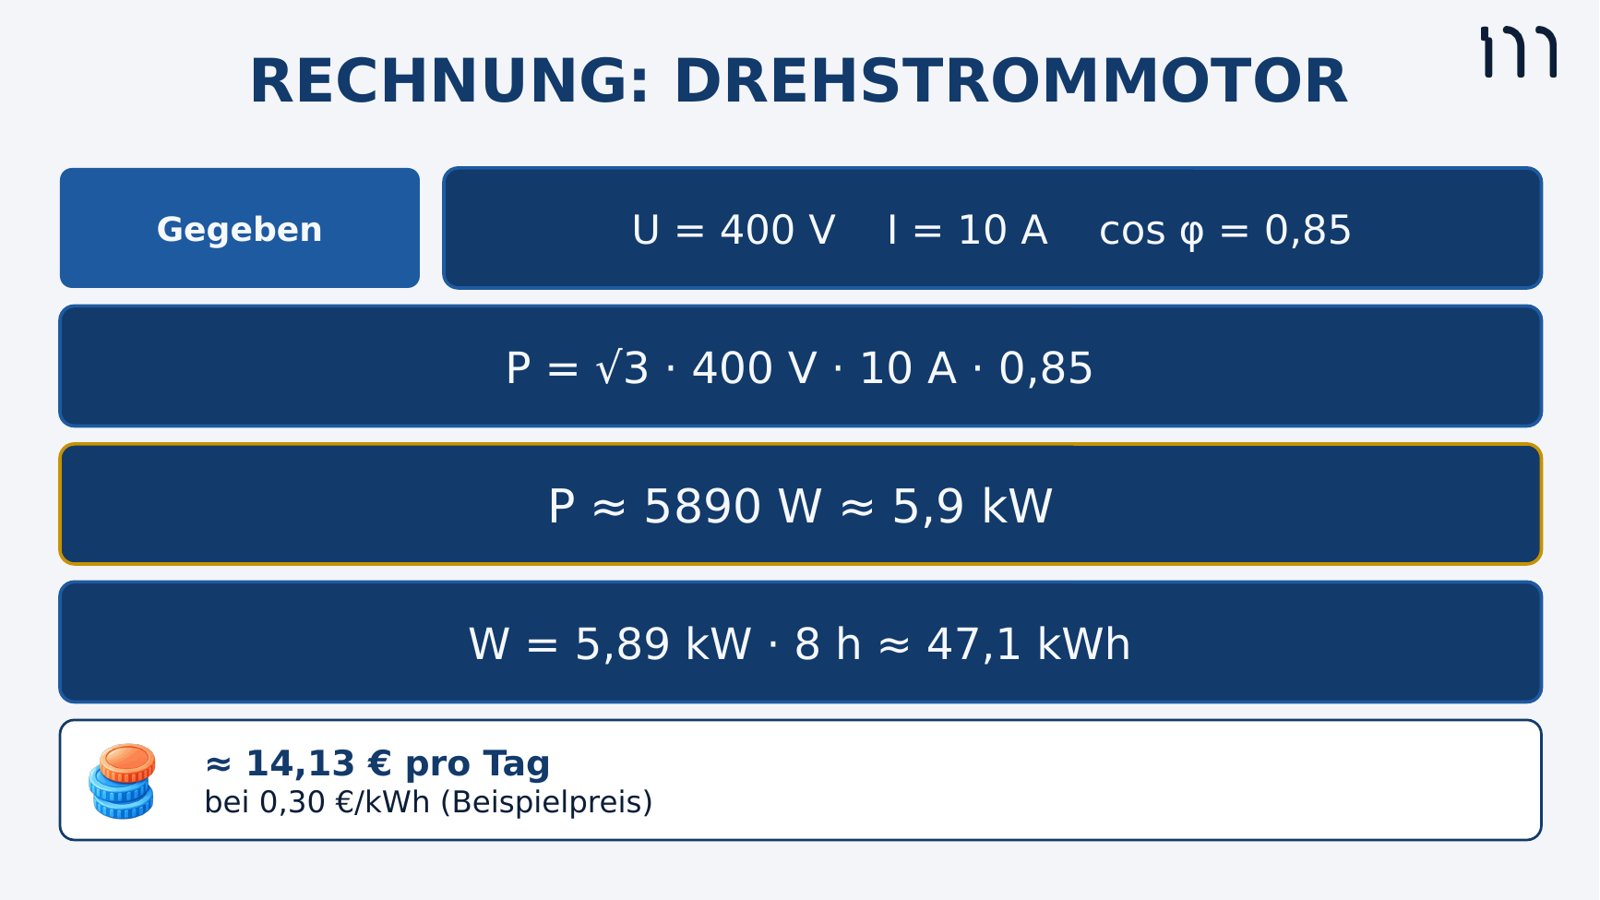 RECHNUNG: DREHSTROMMOTOR
Gegeben
U = 400 V I = 10 A cos φ = 0,85
P = √3 · 400 V · 10 A · 0,85
P ≈ 5890 W ≈ 5,9 kW
W = 5,89 kW · 8 h ≈ 47,1 kWh
≈ 14,13 € pro Tag
bei 0,30 €/kWh (Beispielpreis)